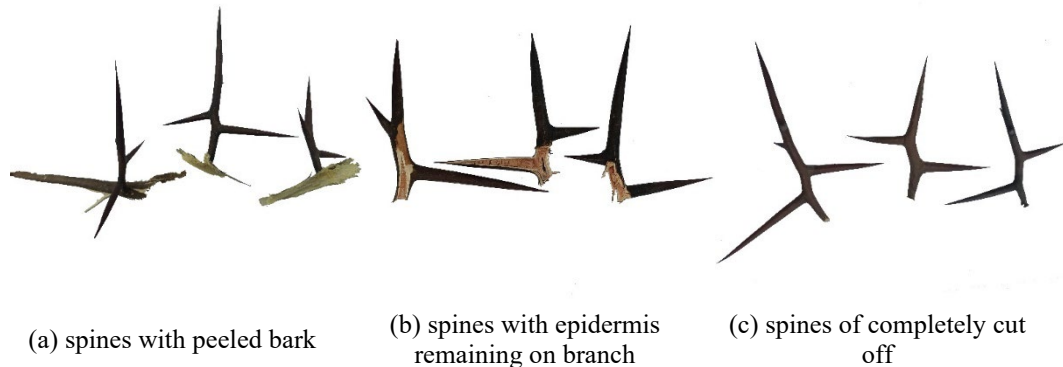 (a) spines with peeled bark
(b) spines with epidermis
remaining on branch
(c) spines of completely cut
off